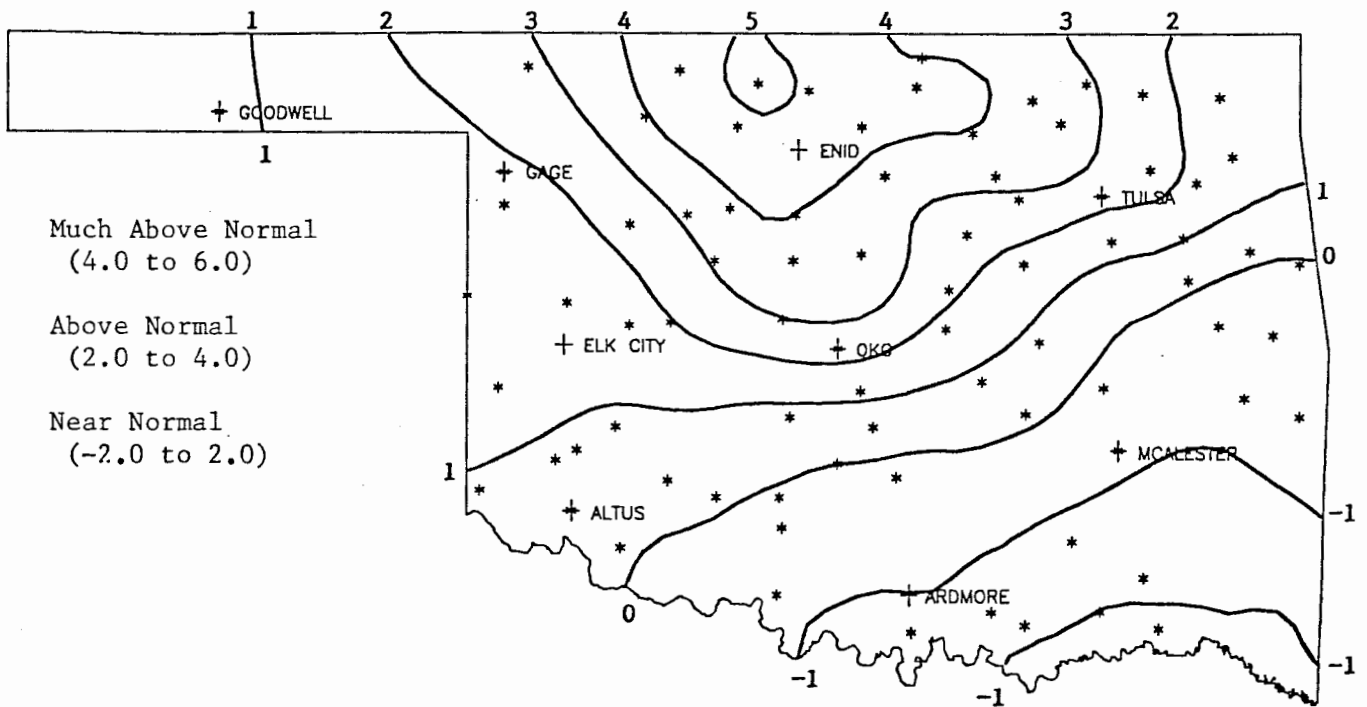 1 2 3 4 5 4 3 2
GOODWELL
1
ENID
GAGE
TULSA
1
Much Above Normal
(4.0 to 6.0)
0
Above Normal
(2.0 to 4.0)
ELK CITY
OKC
Near Normal
(-2.0 to 2.0)
1
MCALESTER
ALTUS
-1
ARDMORE
0
-1
-1
-1